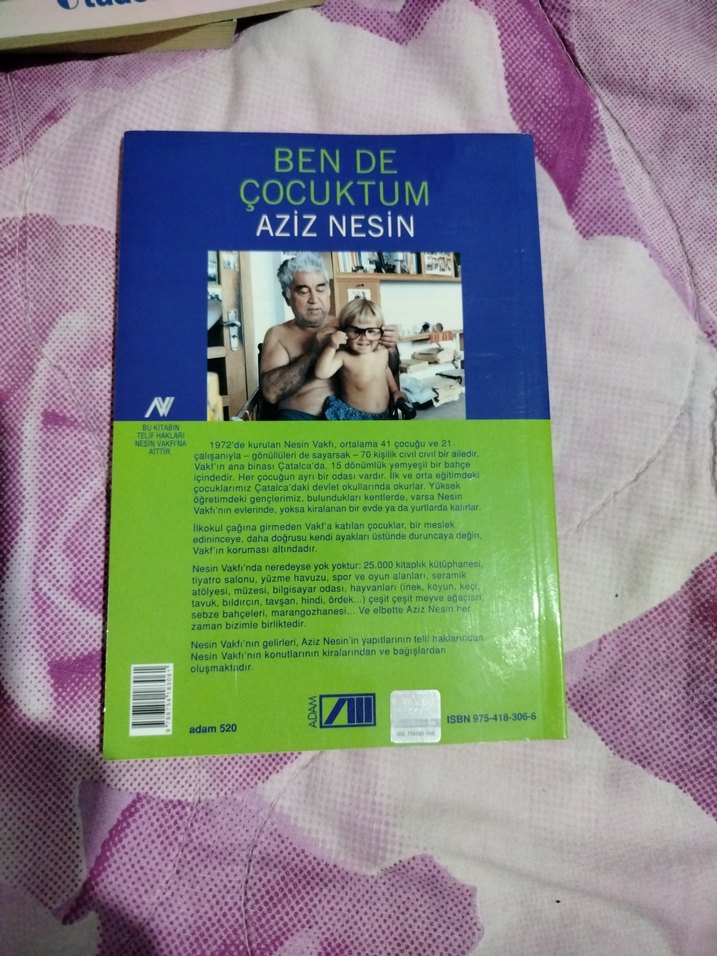 BEN DE
ÇOCUKTUM
AZİZ NESİN
BU KİTABIN
TELİF HAKLARI
NESİN VAKFI'NA
AİTTİR
1972'de kurulan Nesin Vakfı, ortalama 41 çocuğu ve 21
çalışanıyla – gönüllüleri de sayarsak – 70 kişilik cıvıl cıvıl bir ailedir.
Vakf'ın ana binası Çatalca'da, 15 dönümlük yemyeşil bir bahçe
içindedir. Her çocuğun ayrı bir odası vardır. İlk ve orta eğitimdeki
çocuklarımız Çatalca'daki devlet okullarında okurlar. Yüksek
öğretimdeki gençlerimiz, bulundukları kentlerde, varsa Nesin
Vakfı'nın evlerinde, yoksa kiralanan bir evde ya da yurtlarda kalırlar.
İlkokul çağına girmeden Vakf'a katılan çocuklar, bir meslek
edininceye, daha doğrusu kendi ayakları üstünde duruncaya değin,
Vakf'ın koruması altındadır.
Nesin Vakfı'nda neredeyse yok yoktur: 25.000 kitaplık kütüphanesi,
tiyatro salonu, yüzme havuzu, spor ve oyun alanları, seramik
atölyesi, müzesi, bilgisayar odası, hayvanları (inek, koyun, keçi,
tavuk, bıldırcın, tavşan, hindi, ördek...) çeşit çeşit meyve ağaçları,
sebze bahçeleri, marangozhanesi... Ve elbette Aziz Nesin her
zaman bizimle birliktedir.
Nesin Vakfı'nın gelirleri, Aziz Nesin'in yapıtlarının telif haklarından
Nesin Vakfı'nın konutlarının kiralarından ve bağışlardan
oluşmaktadır.
adam 520
ADAM
ISBN 975-418-306-6